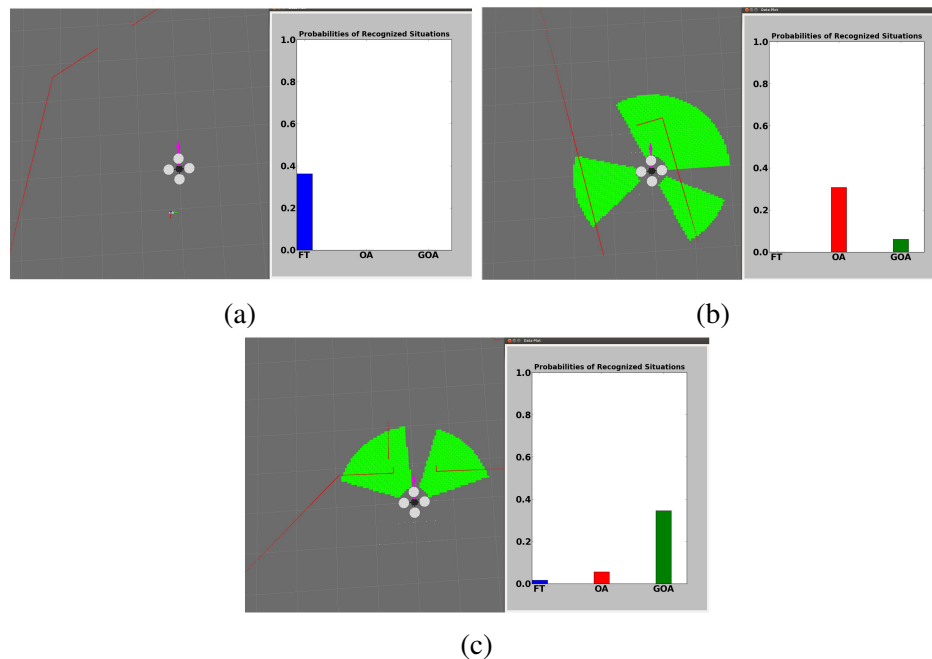 Data Plot
Probabilities of Recognized Situations
1.0
0.8
0.6
0.4
0.2
0.0
FT OA GOA
(a)
Data Plot
Probabilities of Recognized Situations
1.0
0.8
0.6
0.4
0.2
0.0
FT OA GOA
(b)
Data Plot
Probabilities of Recognized Situations
1.0
0.8
0.6
0.4
0.2
0.0
FT OA GOA
(c)